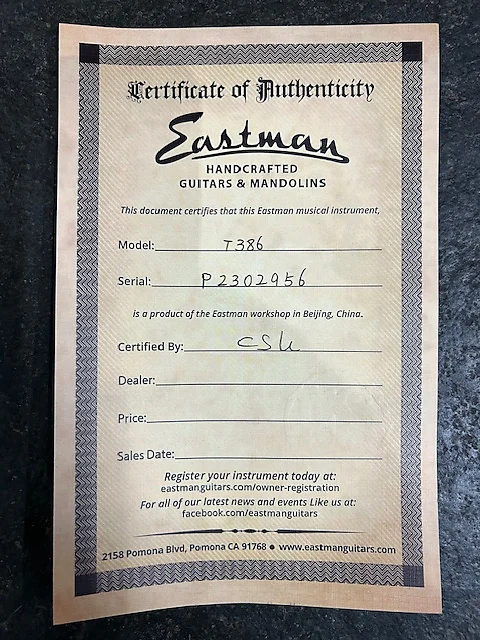 Certificate of Authenticity
Eastman
HANDCRAFTED
GUITARS & MANDOLINS
This document certifies that this Eastman musical instrument,
Model: T386
Serial: P2302956
is a product of the Eastman workshop in Beijing, China.
Certified By:
Dealer:
Price:
Sales Date:
Register your instrument today at:
eastmanguitars.com/owner-registration
For all of our latest news and events Like us at:
facebook.com/eastmanguitars
2158 Pomona Blvd, Pomona CA 91768 ● www.eastmanguitars.com